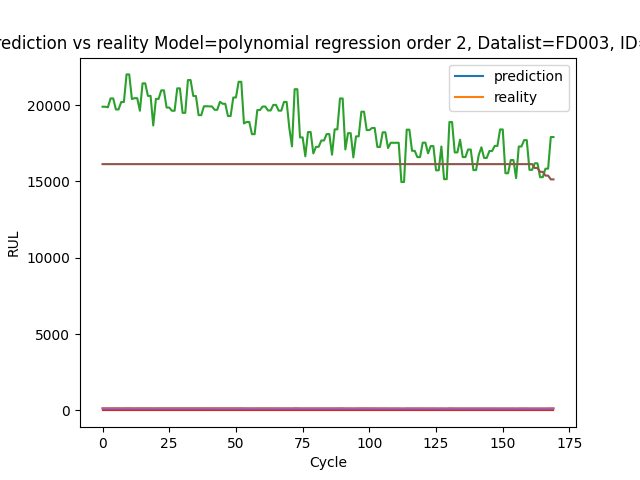 rediction vs reality Model=polynomial regression order 2, Datalist=FD003, ID=
prediction
reality
RUL
20000
15000
10000
5000
0
0 25 50 75 100 125 150 175
Cycle